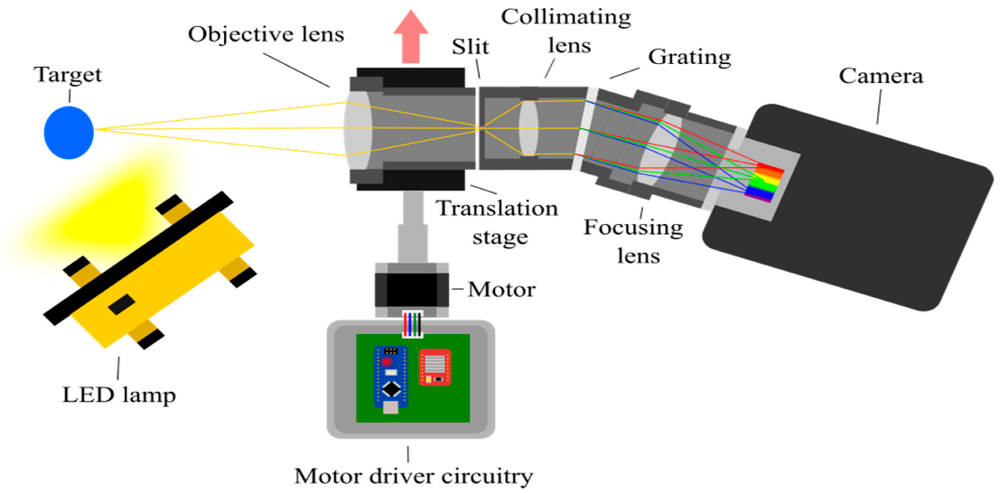 Objective lens
Collimating
lens
Slit
Grating
Target
Camera
Translation
stage
Focusing
lens
Motor
LED lamp
Motor driver circuitry